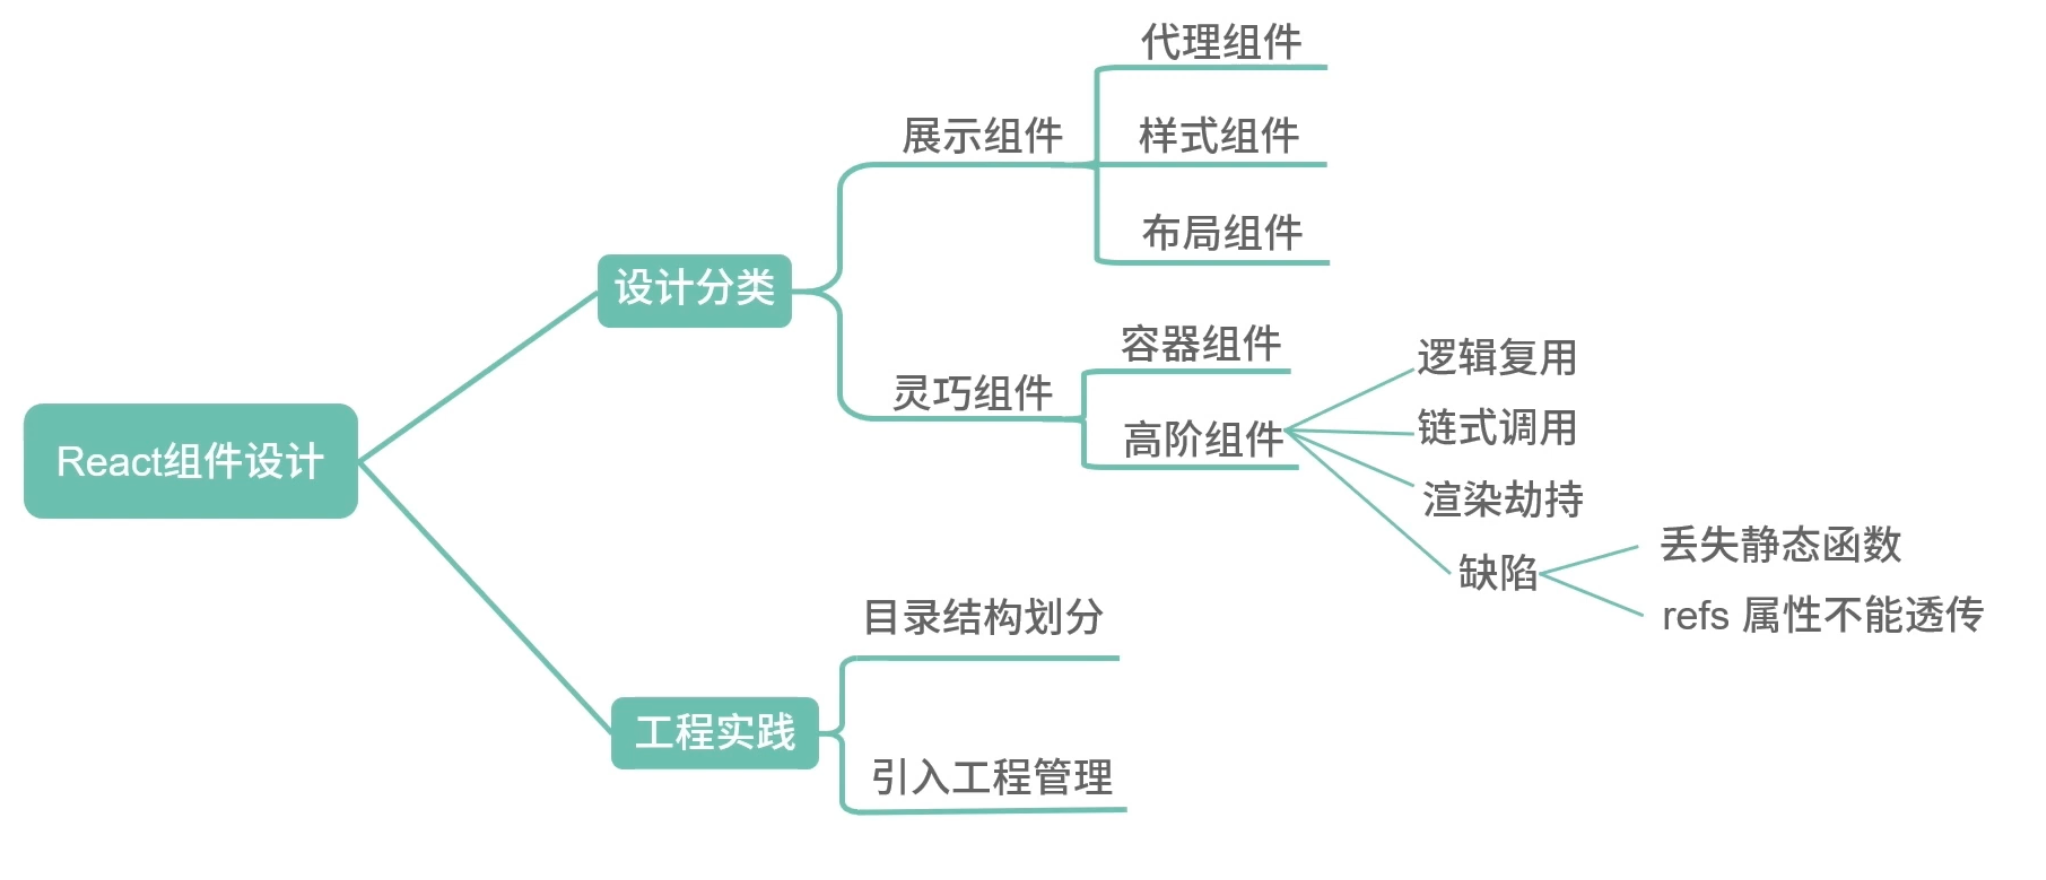 React组件设计
设计分类
展示组件
代理组件
样式组件
布局组件
灵巧组件
容器组件
高阶组件
逻辑复用
链式调用
渲染劫持
缺陷
丢失静态函数
refs 属性不能透传
工程实践
目录结构划分
引入工程管理